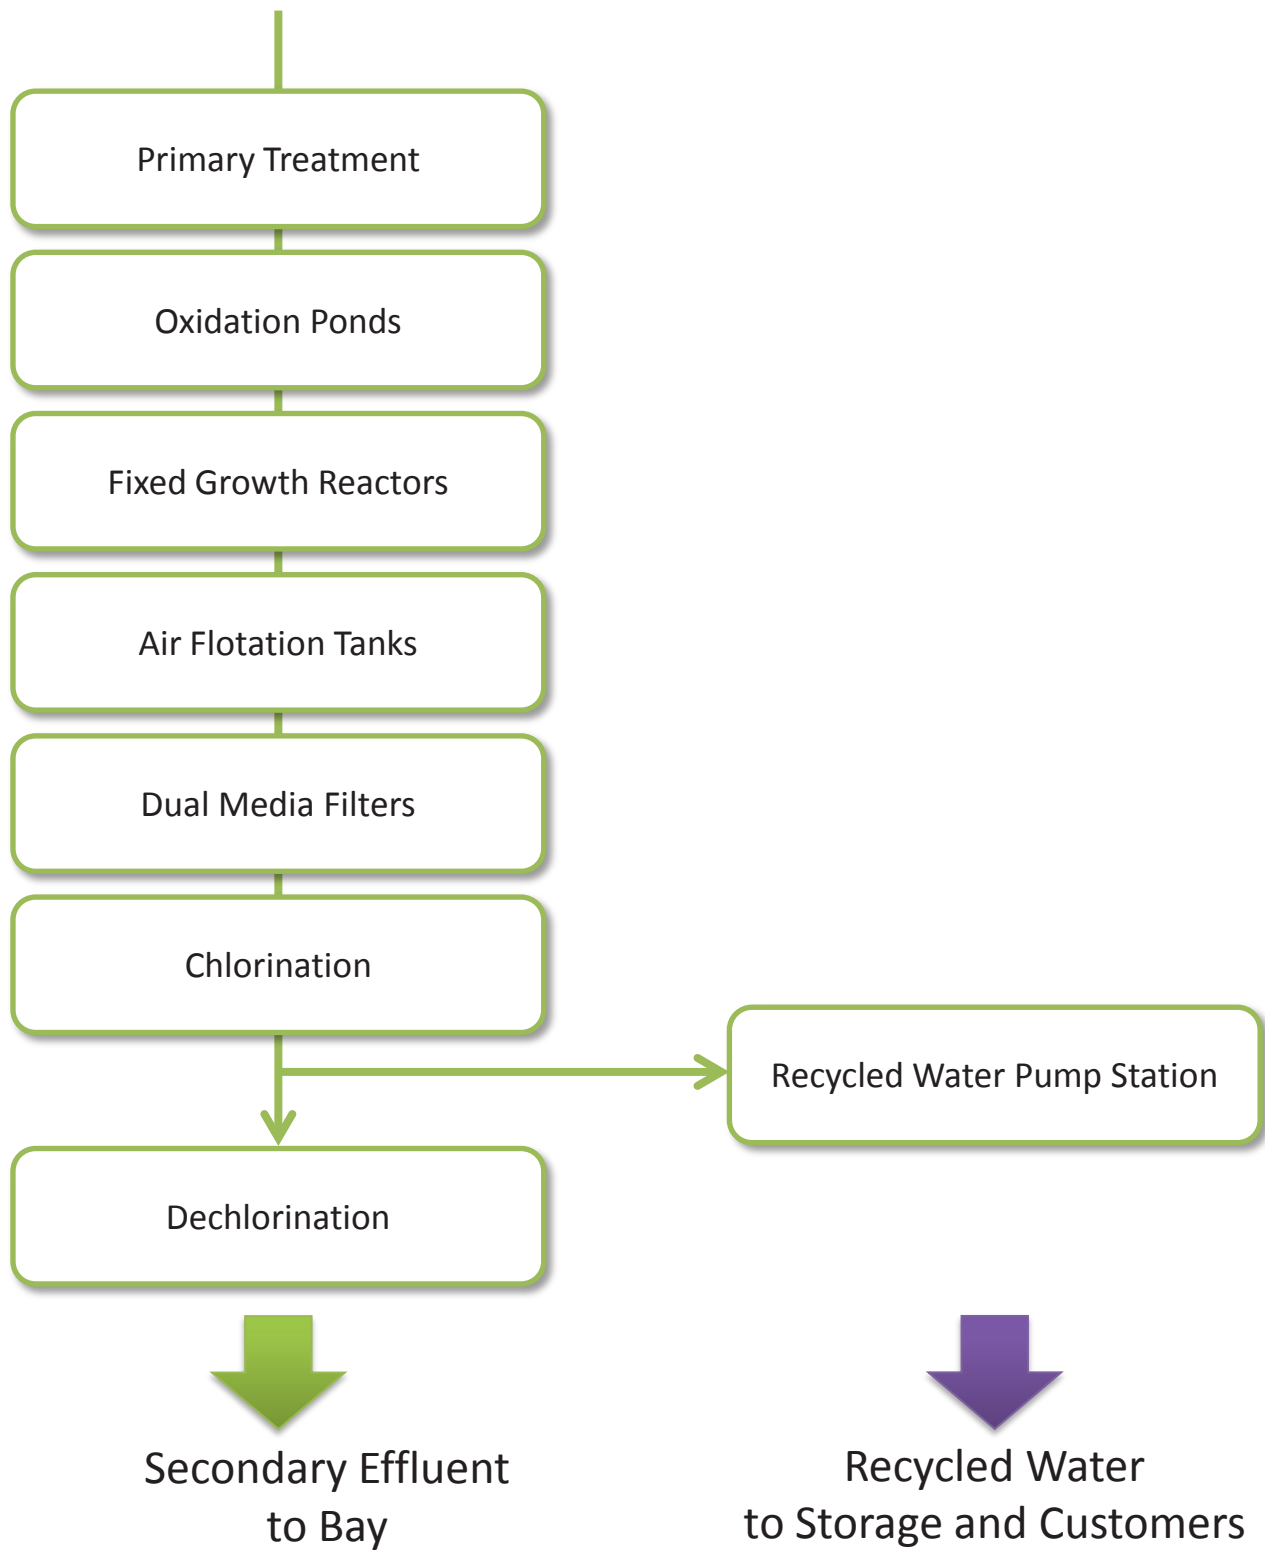 Primary Treatment
Oxidation Ponds
Fixed Growth Reactors
Air Flotation Tanks
Dual Media Filters
Chlorination
Recycled Water Pump Station
Dechlorination
Secondary Effluent
to Bay
Recycled Water
to Storage and Customers